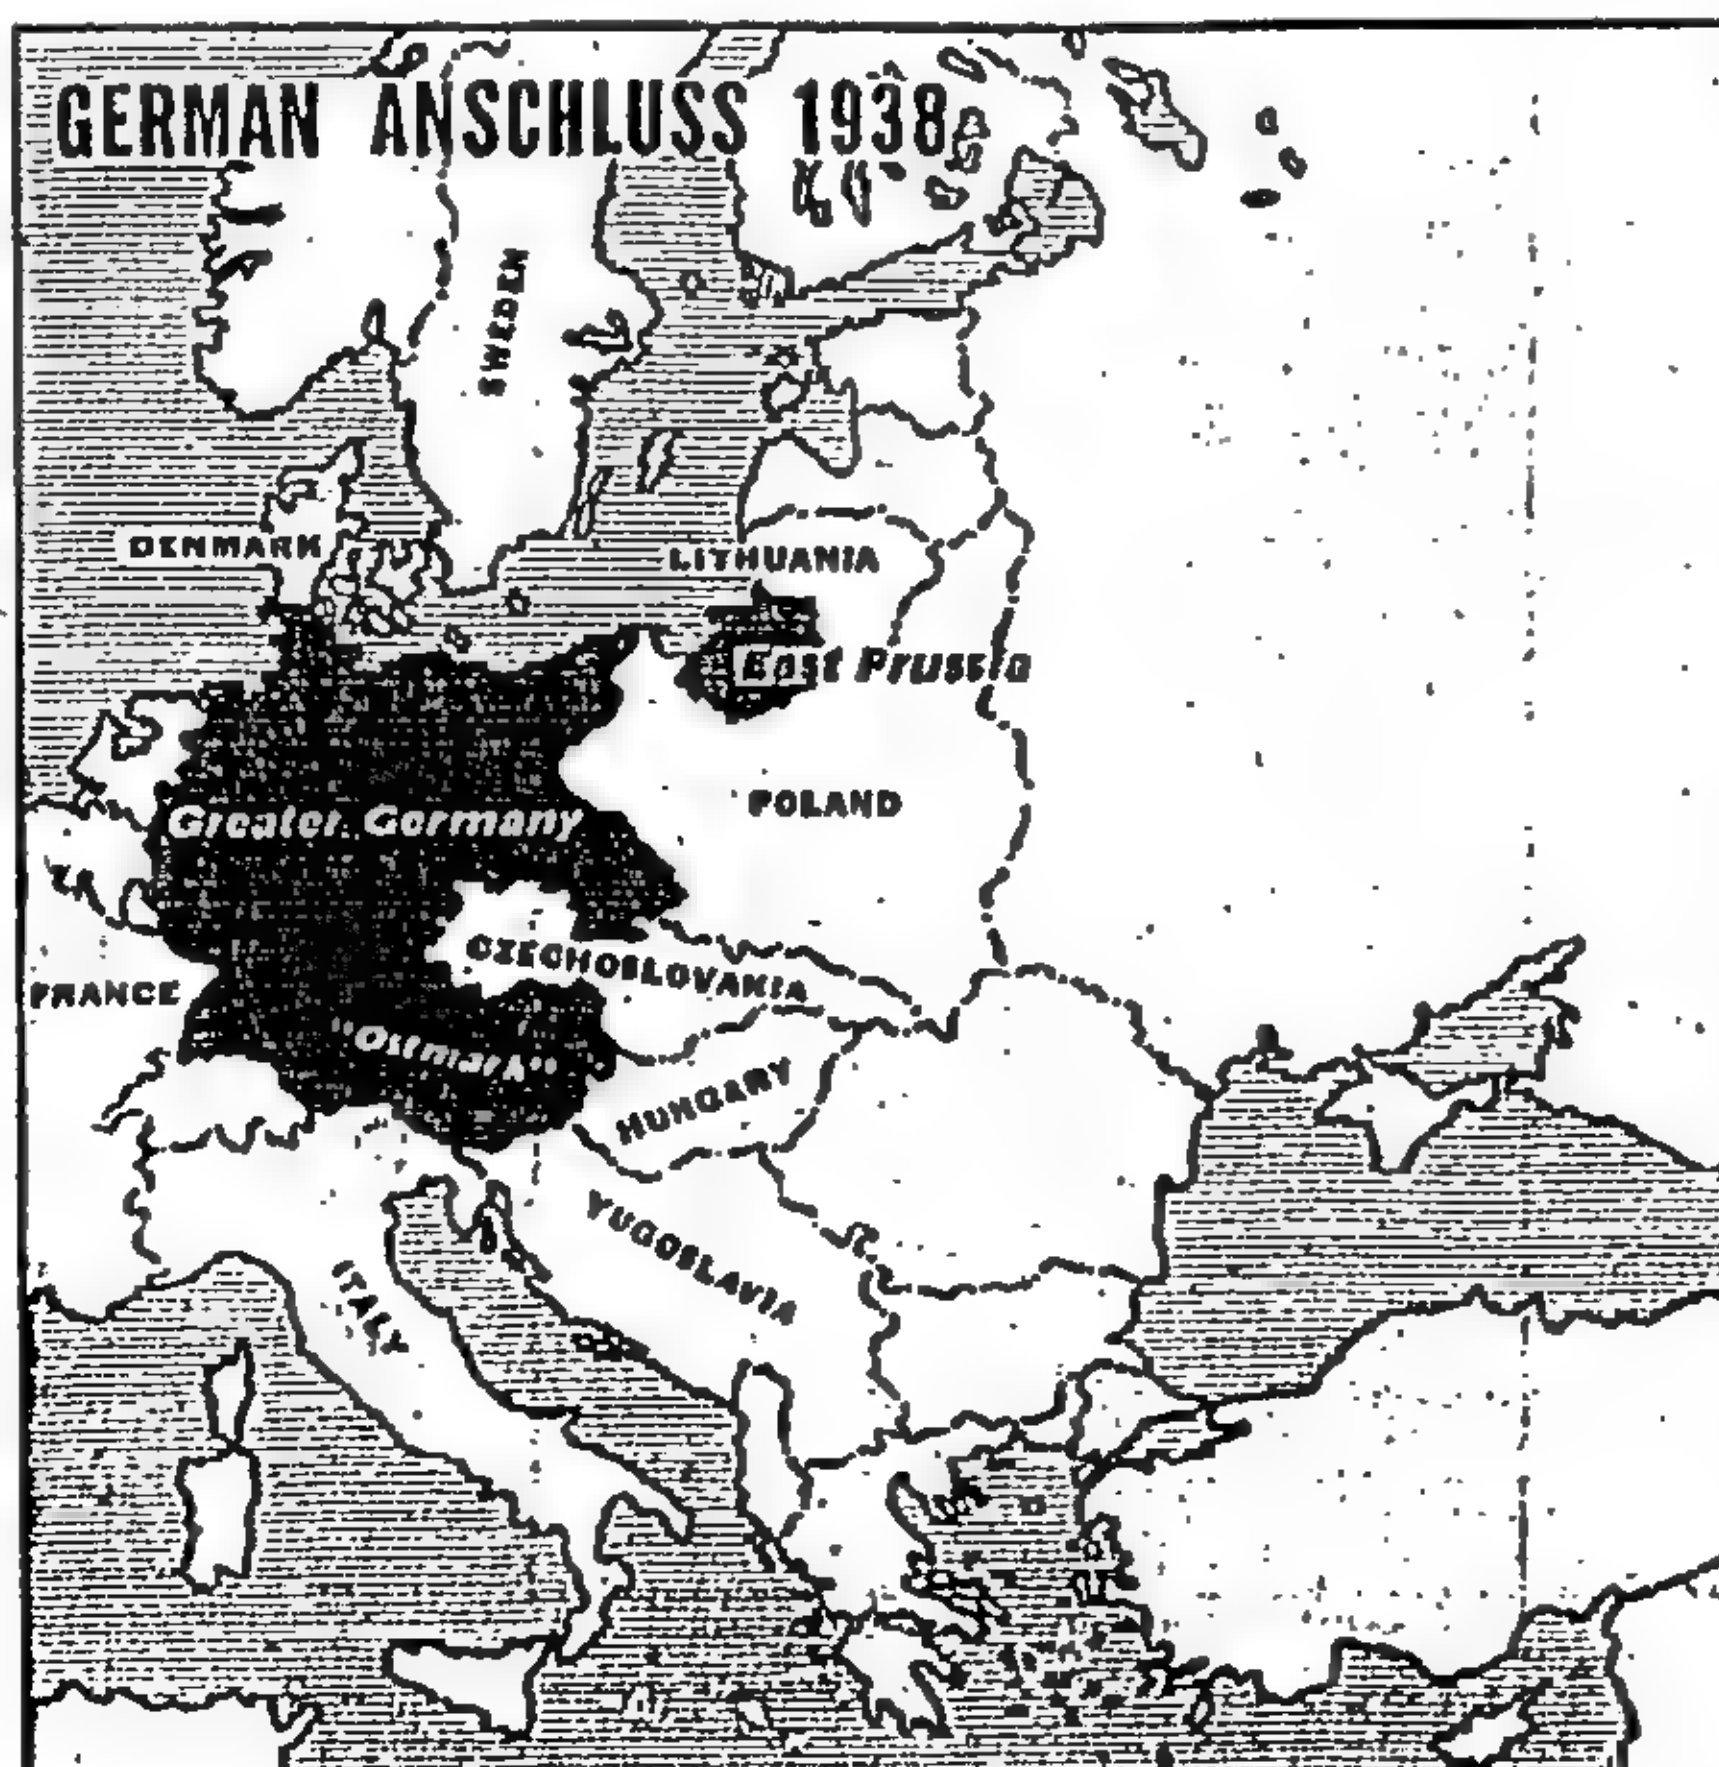 GERMAN ANSCHLUSS 1938
SWEDEN
DENMARK
LITHUANIA
East Prussia
POLAND
Greater Germany
CZECHOSLOVAKIA
FRANCE
"Ostmark"
HUNGARY
YUGOSLAVIA
ITALY